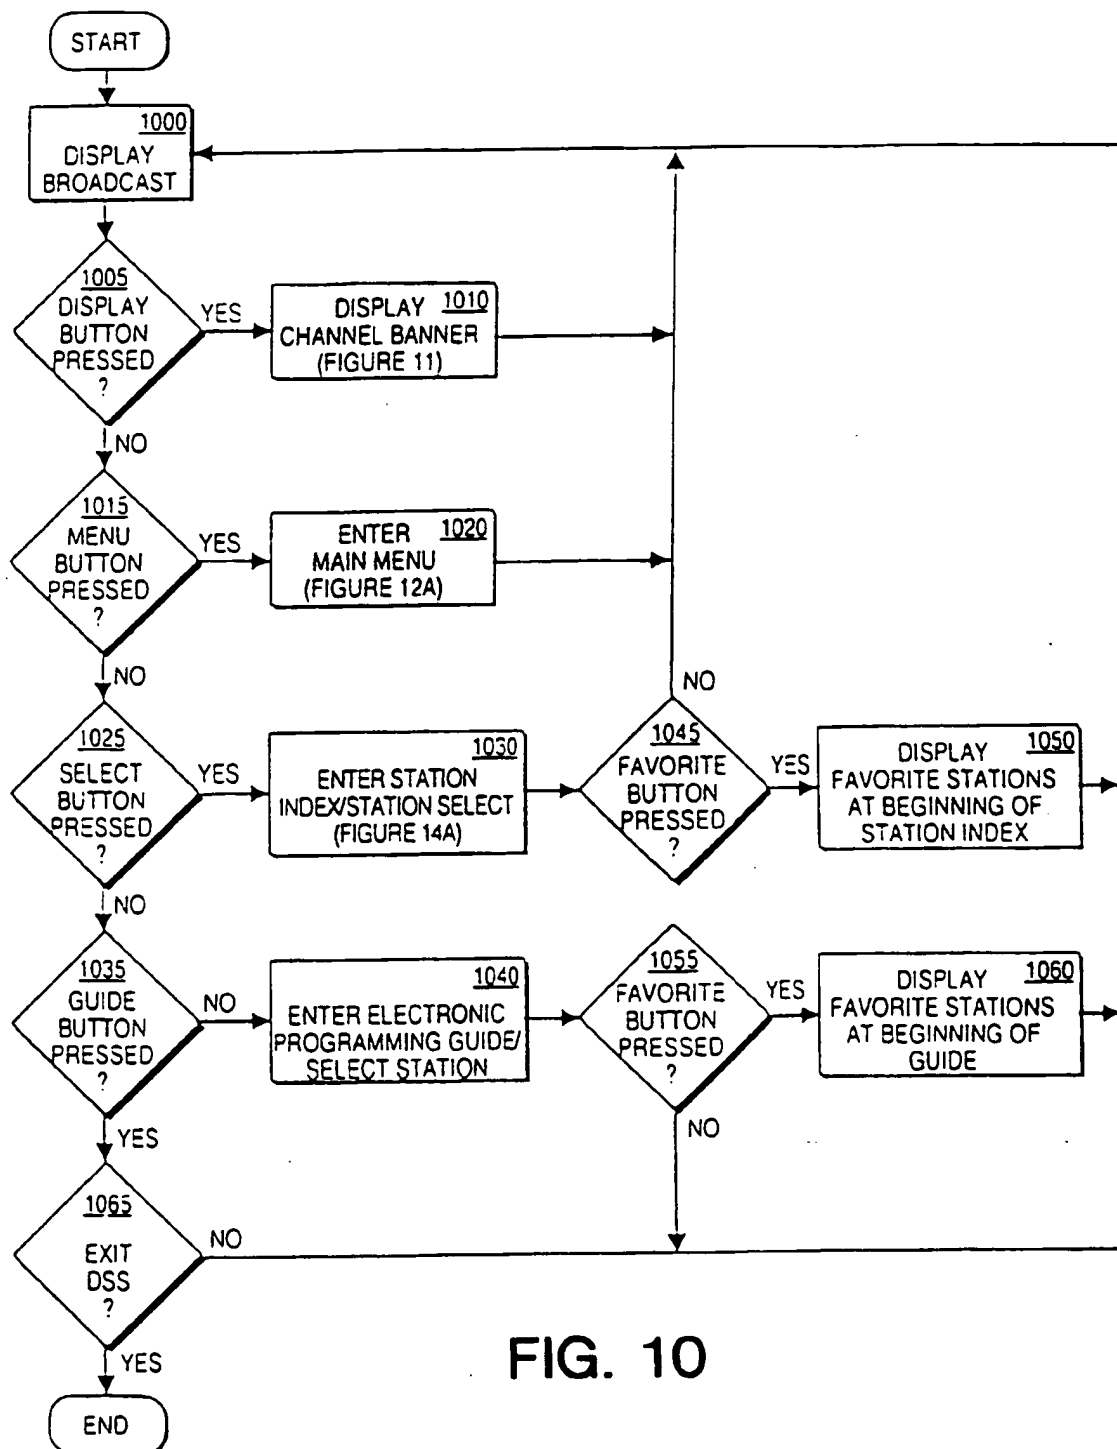 START
1000
DISPLAY
BROADCAST
1005
DISPLAY
BUTTON
PRESSED
?
YES
DISPLAY 1010
CHANNEL BANNER
(FIGURE 11)
NO
1015
MENU
BUTTON
PRESSED
?
YES
ENTER 1020
MAIN MENU
(FIGURE 12A)
NO
1025
SELECT
BUTTON
PRESSED
?
YES
1030
ENTER STATION
INDEX/STATION SELECT
(FIGURE 14A)
NO
1045
FAVORITE
BUTTON
PRESSED
?
YES
DISPLAY 1050
FAVORITE STATIONS
AT BEGINNING OF
STATION INDEX
NO
1035
GUIDE
BUTTON
PRESSED
?
NO
1040
ENTER ELECTRONIC
PROGRAMMING GUIDE/
SELECT STATION
1055
FAVORITE
BUTTON
PRESSED
?
YES
DISPLAY 1060
FAVORITE STATIONS
AT BEGINNING OF
GUIDE
NO
YES
1065
EXIT
DSS
?
NO
YES
END
FIG. 10